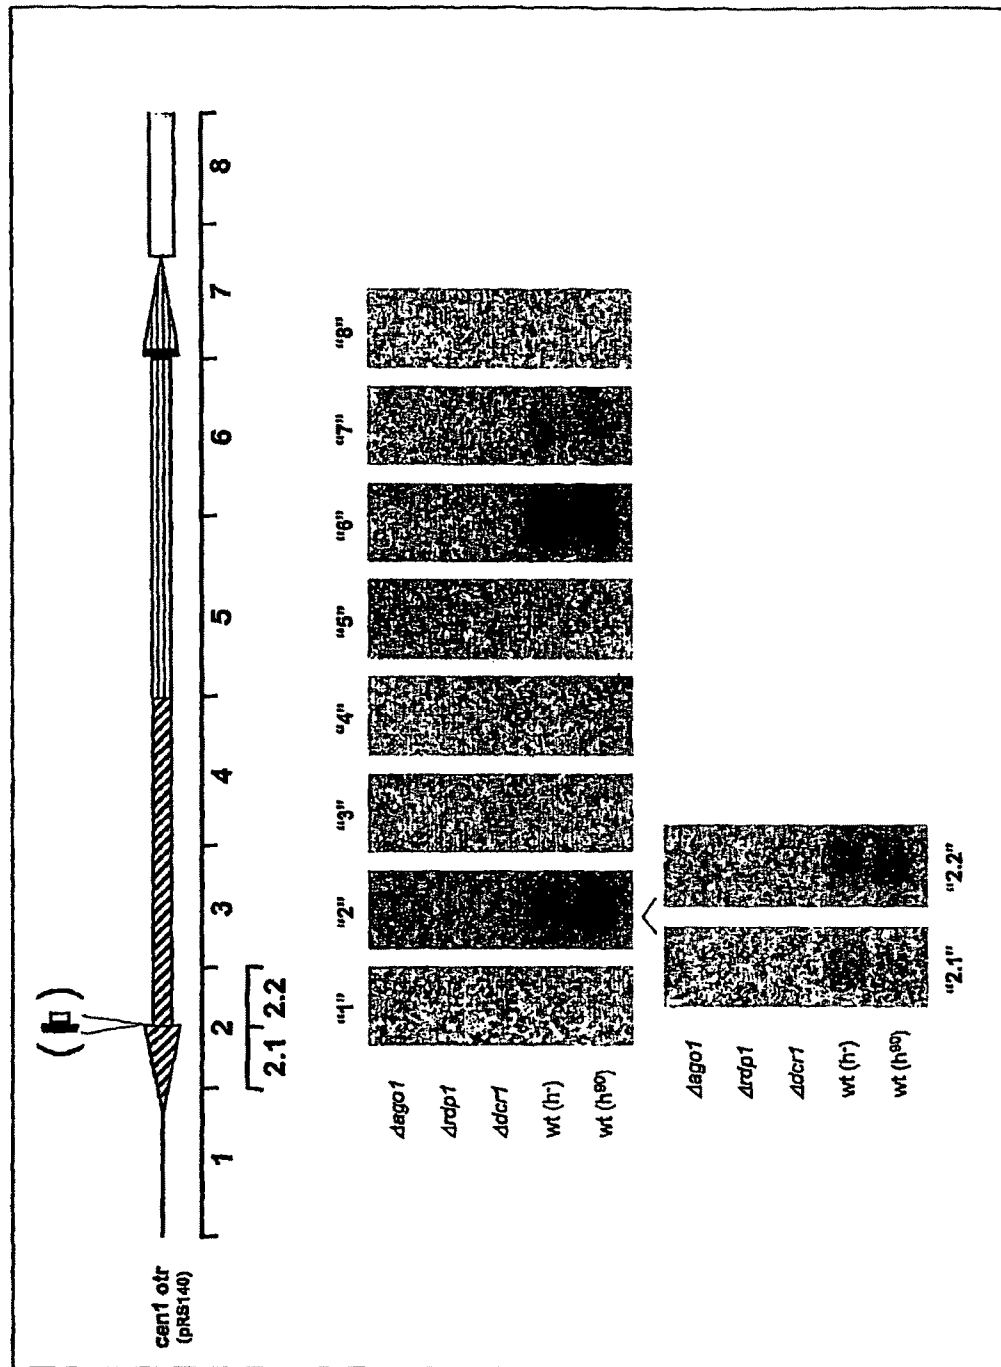 cen1 otr
(pRS140)
( )
1 2 3 4 5 6 7 8
2.1 2.2
"1" "2" "3" "4" "5" "6" "7" "8"
Δago1
Δrdp1
Δdcr1
wt (h⁻)
wt (h⁹⁰)
Δago1
Δrdp1
Δdcr1
wt (h⁻)
wt (h⁹⁰)
"2.1" "2.2"